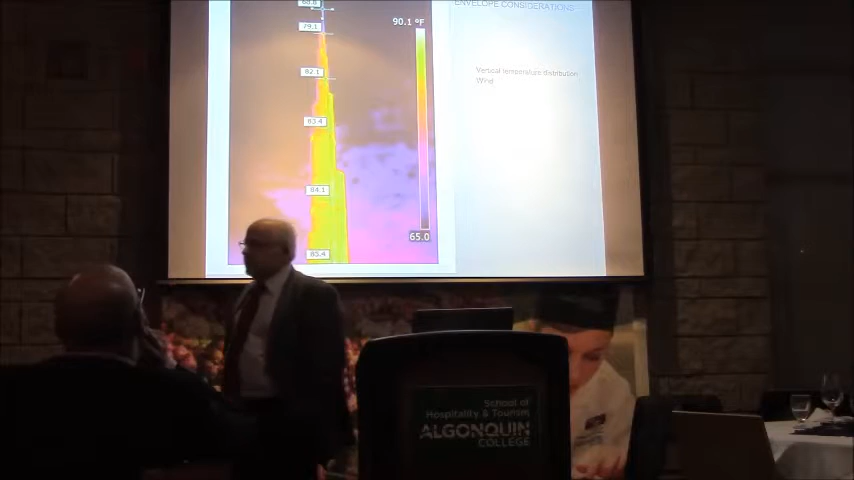 ENVELOPE CONSIDERATIONS
90.1 °F
79.1
82.1
83.4
84.1
85.4
65.0
Vertical temperature distribution
Wind
School of
Hospitality & Tourism
ALGONQUIN
COLLEGE